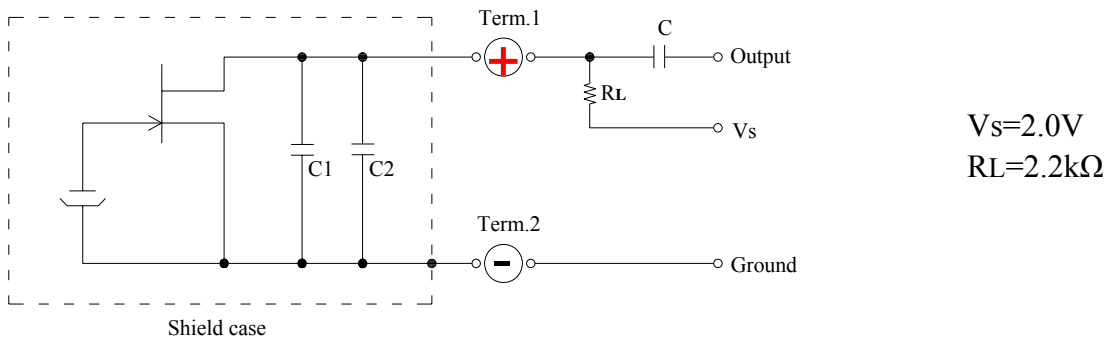 Term.1
+
C
Output
RL
Vs
C1
C2
Vs=2.0V
RL=2.2kΩ
Term.2
-
Ground
Shield case